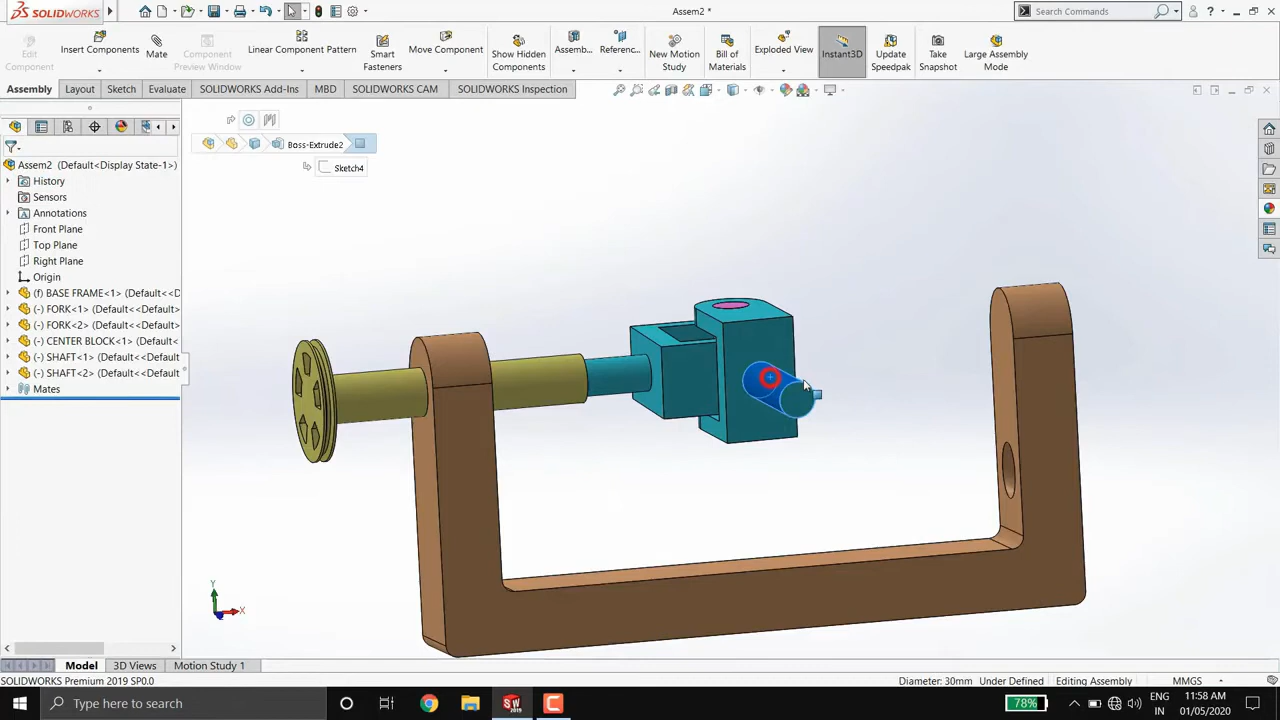 SOLIDWORKS
Assem2 *
Search Commands
Edit Component
Insert Components
Mate
Component Preview Window
Linear Component Pattern
Smart Fasteners
Move Component
Show Hidden Components
Assemb...
Referenc...
New Motion Study
Bill of Materials
Exploded View
Instant3D
Update Speedpak
Take Snapshot
Large Assembly Mode
Assembly
Layout
Sketch
Evaluate
SOLIDWORKS Add-Ins
MBD
SOLIDWORKS CAM
SOLIDWORKS Inspection
Boss-Extrude2
Sketch4
Assem2 (Default<Display State-1>)
History
Sensors
Annotations
Front Plane
Top Plane
Right Plane
Origin
(f) BASE FRAME<1> (Default<<D
(-) FORK<1> (Default<<Default>
(-) FORK<2> (Default<<Default>
(-) CENTER BLOCK<1> (Default<
(-) SHAFT<1> (Default<<Default
(-) SHAFT<2> (Default<<Default
Mates
Y
X
Model
3D Views
Motion Study 1
SOLIDWORKS Premium 2019 SP0.0
Diameter: 30mm
Under Defined
Editing Assembly
MMGS
Type here to search
SW
2019
78%
ENG
IN
11:58 AM
01/05/2020